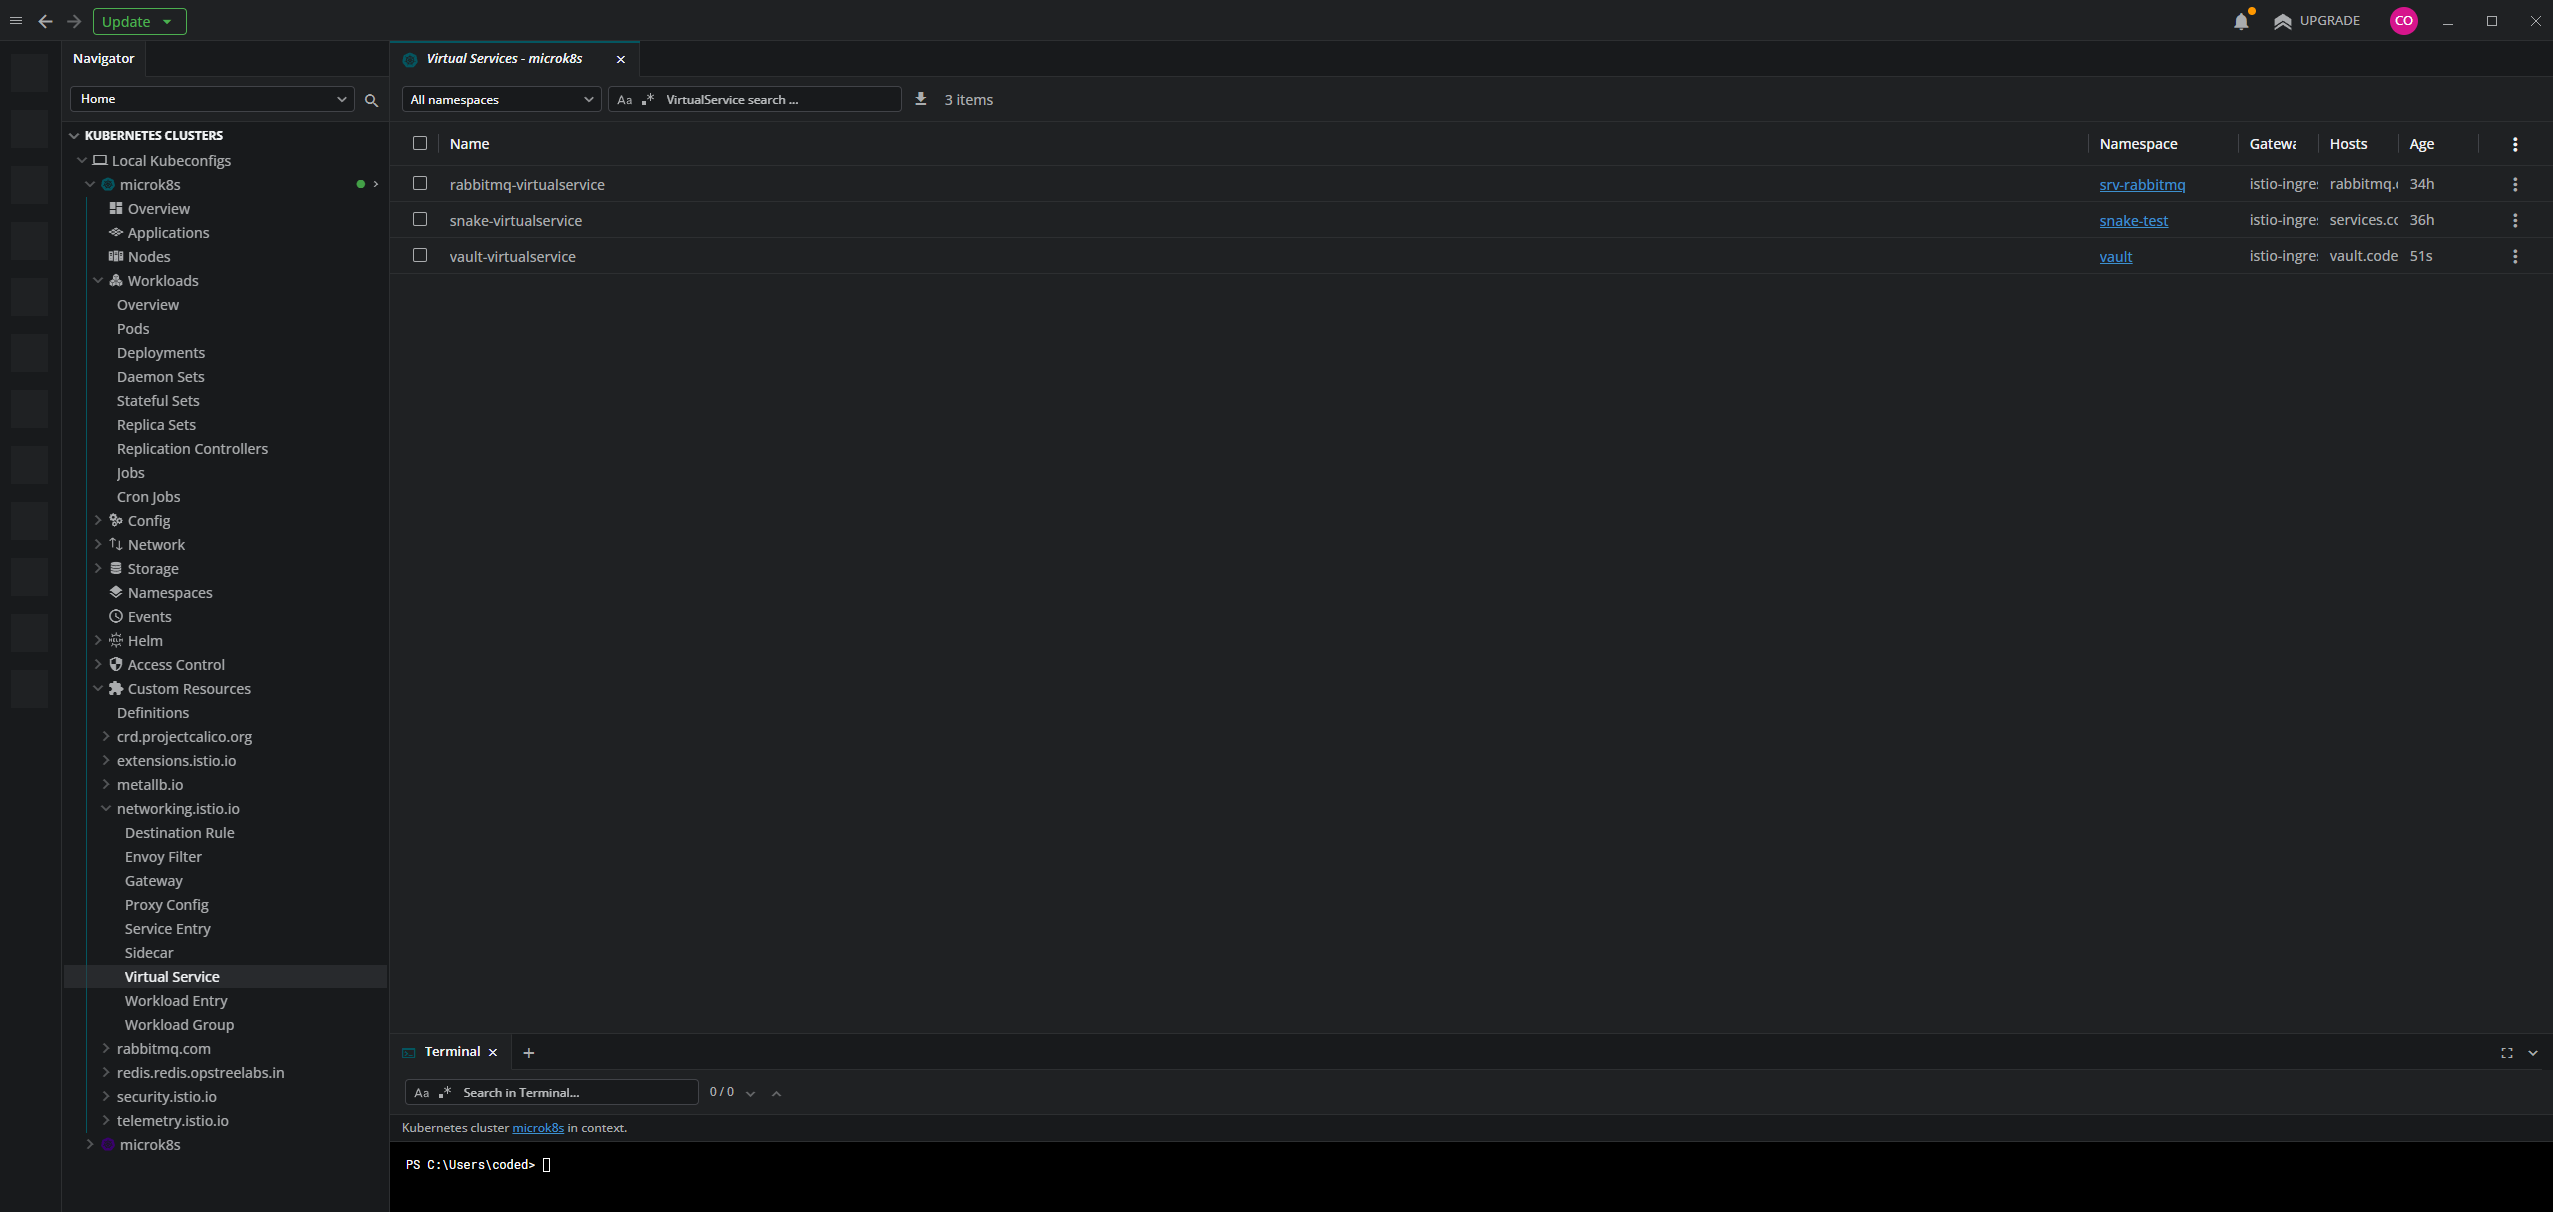 Update
UPGRADE
CO
Navigator
Virtual Services - microk8s
Home
All namespaces
Aa .* VirtualService search ...
3 items
KUBERNETES CLUSTERS
Local Kubeconfigs
microk8s
Overview
Applications
Nodes
Workloads
Overview
Pods
Deployments
Daemon Sets
Stateful Sets
Replica Sets
Replication Controllers
Jobs
Cron Jobs
Config
Network
Storage
Namespaces
Events
Helm
Access Control
Custom Resources
Definitions
crd.projectcalico.org
extensions.istio.io
metallb.io
networking.istio.io
Destination Rule
Envoy Filter
Gateway
Proxy Config
Service Entry
Sidecar
Virtual Service
Workload Entry
Workload Group
rabbitmq.com
redis.redis.opstreelabs.in
security.istio.io
telemetry.istio.io
microk8s
Name Namespace Gatewa Hosts Age
rabbitmq-virtualservice srv-rabbitmq istio-ingre rabbitmq. 34h
snake-virtualservice snake-test istio-ingre services.cc 36h
vault-virtualservice vault istio-ingre vault.code 51s
Terminal
Aa .* Search in Terminal...
0 / 0
Kubernetes cluster microk8s in context.
PS C:\Users\coded>